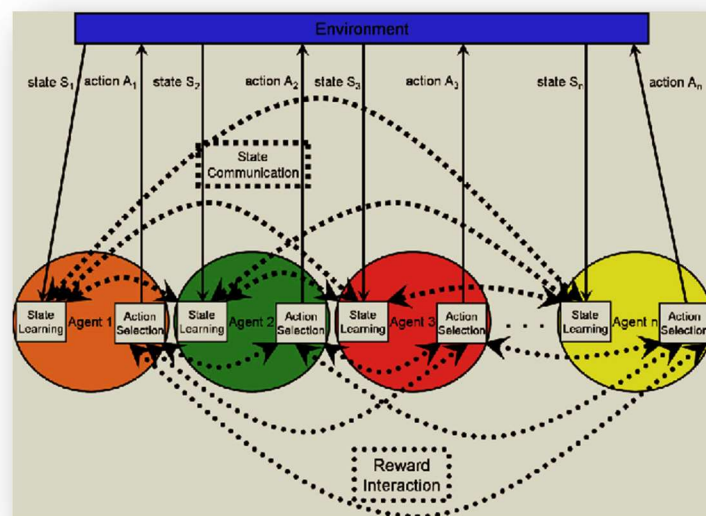 Environment
state S1 action A1 state S2 action A2 state S3 action A3 state Sn action An
State
Communication
State
Learning
Agent 1
Action
Selection
State
Learning
Agent 2
Action
Selection
State
Learning
Agent 3
Action
Selection
. . . .
State
Learning
Agent n
Action
Selection
Reward
Interaction